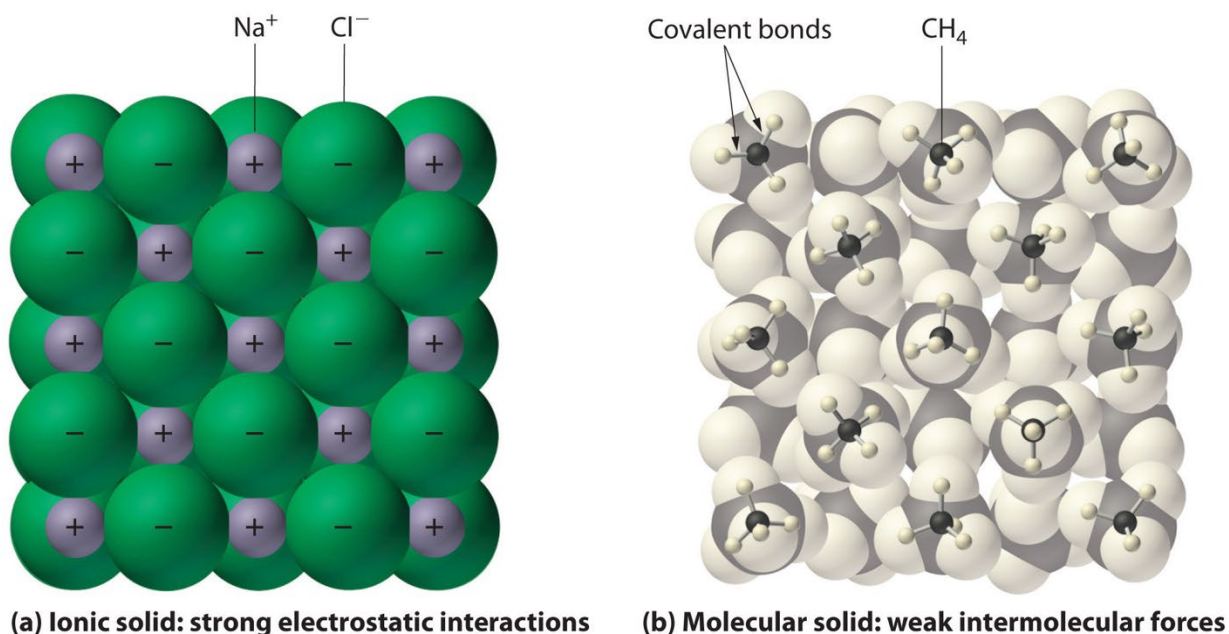 Na⁺ Cl⁻
Covalent bonds CH₄
+ − + − +
− + − + −
+ − + − +
− + − + −
+ − + − +
(a) Ionic solid: strong electrostatic interactions
(b) Molecular solid: weak intermolecular forces